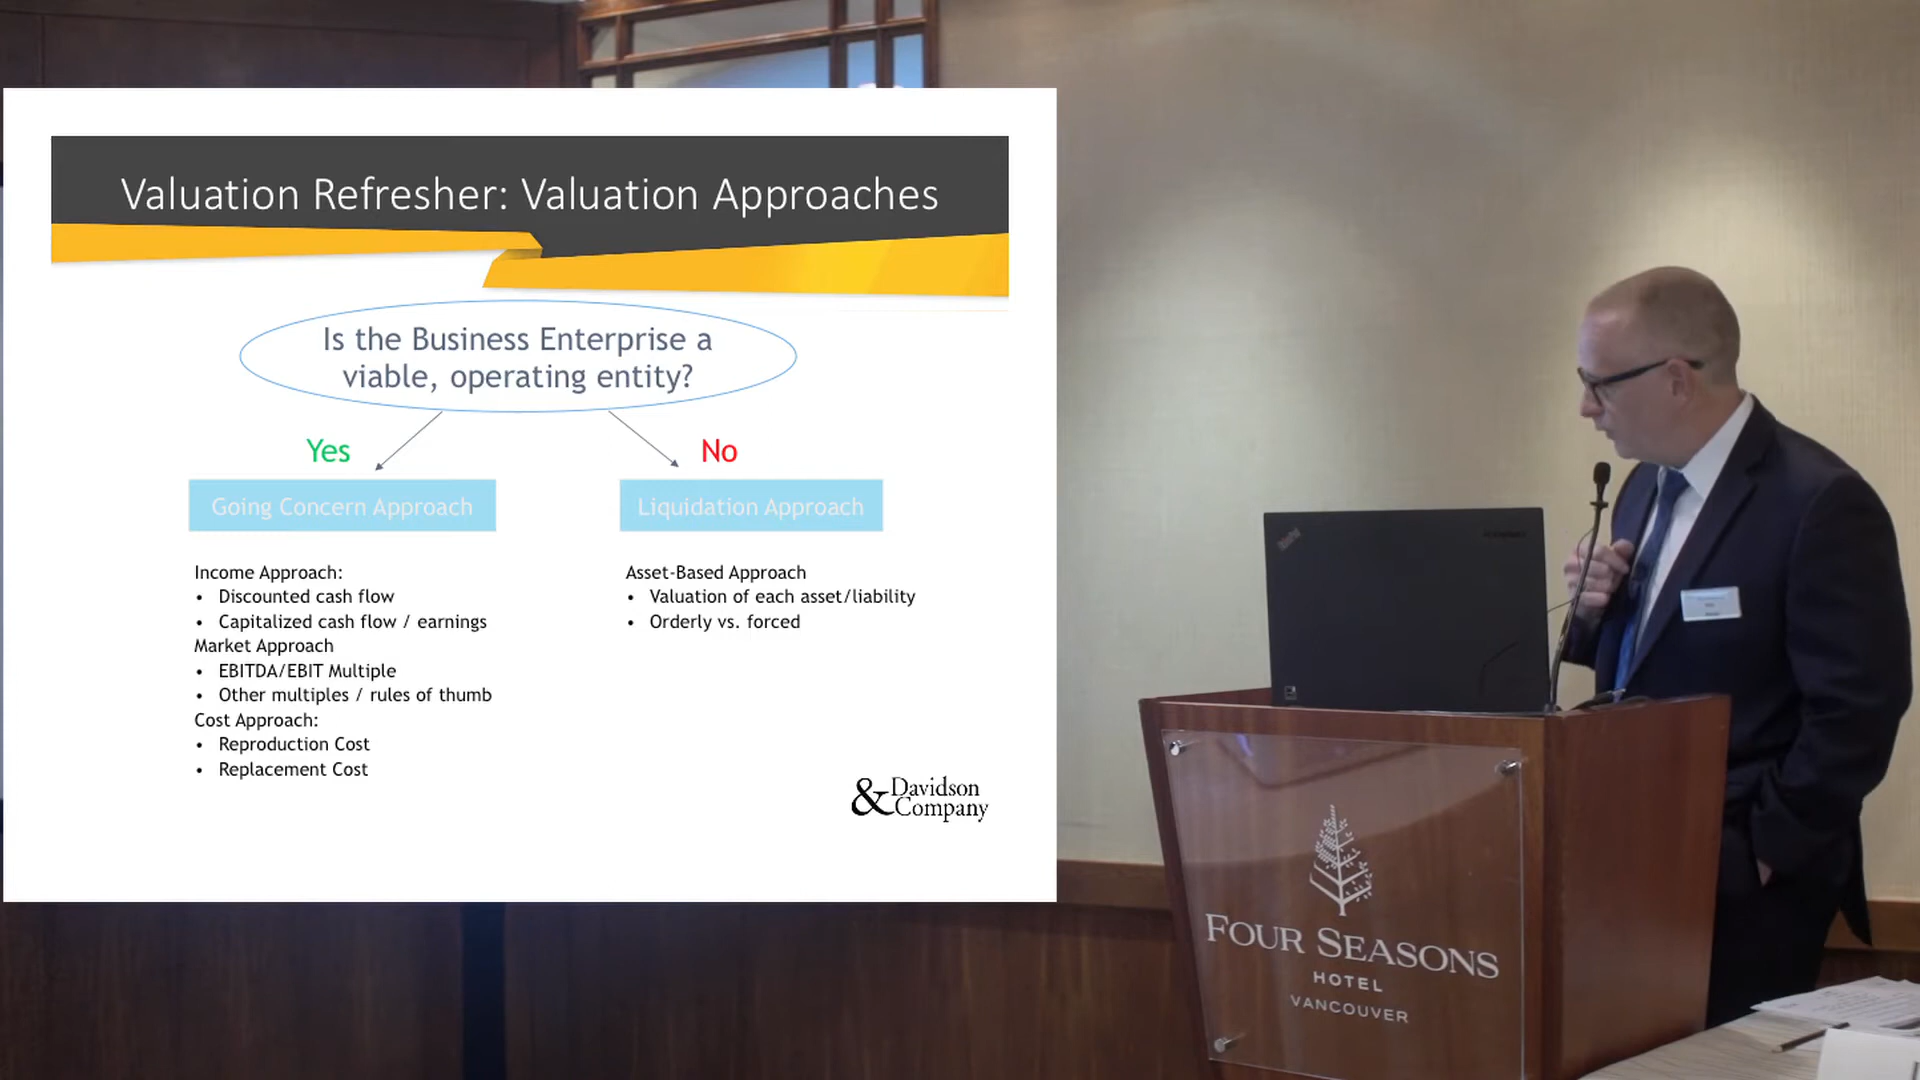 Valuation Refresher: Valuation Approaches
Is the Business Enterprise a
viable, operating entity?
Yes
No
Going Concern Approach
Liquidation Approach
Income Approach:
• Discounted cash flow
• Capitalized cash flow / earnings
Market Approach
• EBITDA/EBIT Multiple
• Other multiples / rules of thumb
Cost Approach:
• Reproduction Cost
• Replacement Cost
Asset-Based Approach
• Valuation of each asset/liability
• Orderly vs. forced
& Davidson
Company
FOUR SEASONS
HOTEL
VANCOUVER